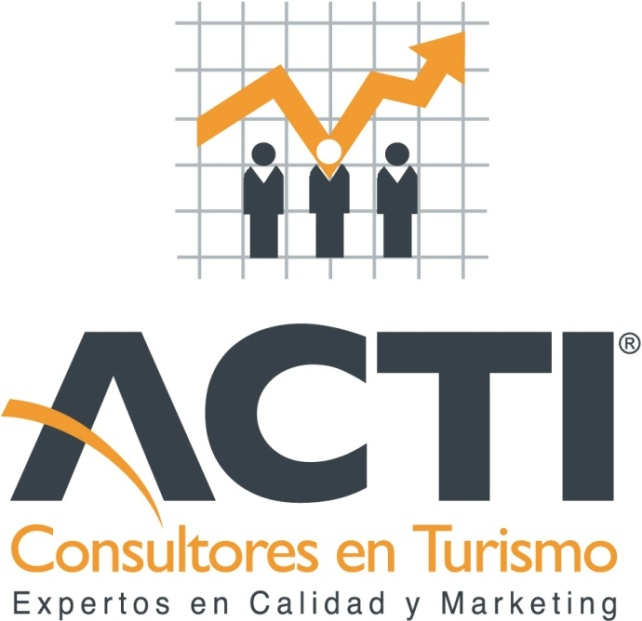 ACTI®
Consultores en Turismo
Expertos en Calidad y Marketing